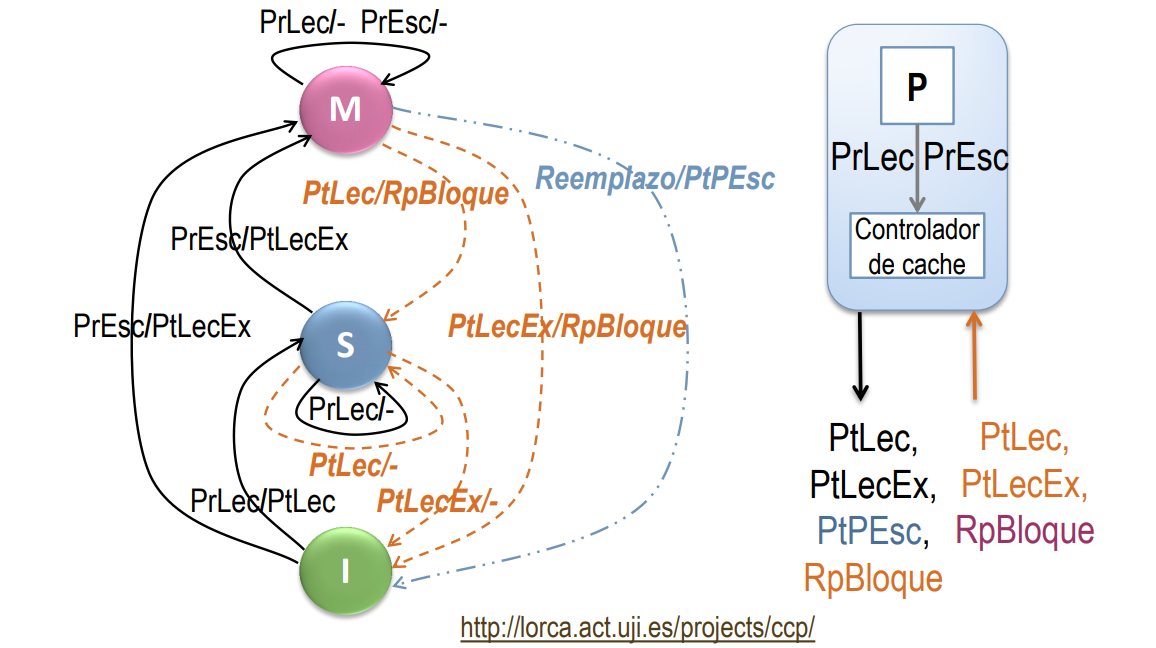 PrLec/- PrEsc/-
M
P
PrLec PrEsc
Reemplazo/PtPEsc
PtLec/RpBloque
Controlador
de cache
PrEsc/PtLecEx
PrEsc/PtLecEx
PtLecEx/RpBloque
S
PrLec/-
PtLec/-
PrLec/PtLec
PtLecEx/-
I
PtLec,
PtLecEx,
PtPEsc,
RpBloque
PtLec,
PtLecEx,
RpBloque
http://lorca.act.uji.es/projects/ccp/